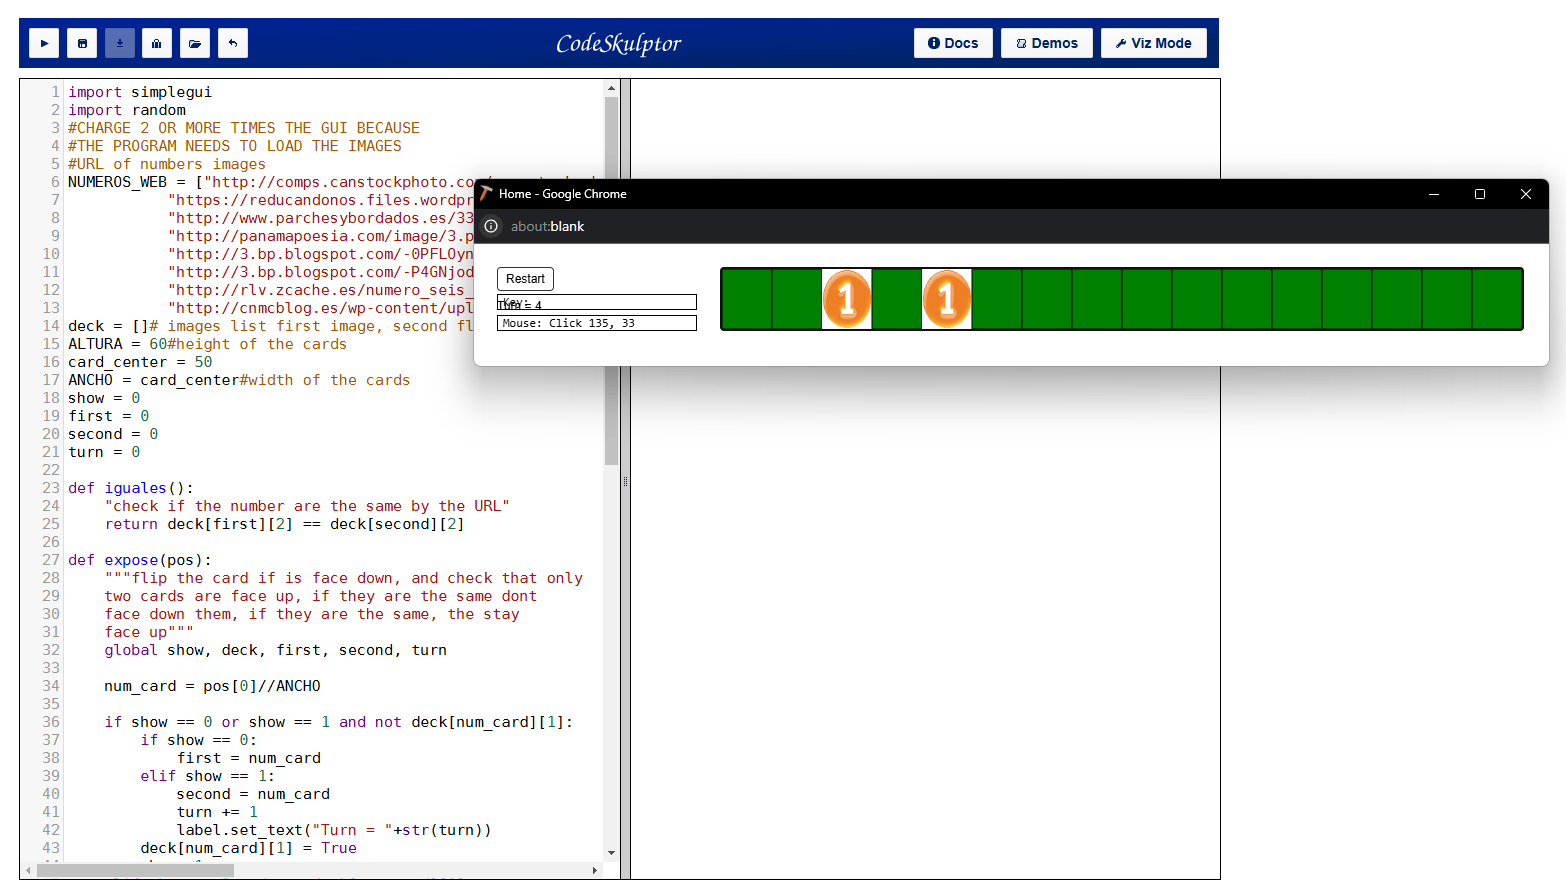 CodeSkulptor
Docs
Demos
Viz Mode
1 import simplegui
2 import random
3 #CHARGE 2 OR MORE TIMES THE GUI BECAUSE
4 #THE PROGRAM NEEDS TO LOAD THE IMAGES
5 #URL of numbers images
6 NUMEROS_WEB = ["http://comps.canstockphoto.co
7 "https://reducandonos.files.wordpr
8 "http://www.parchesybordados.es/33
9 "http://panamapoesia.com/image/3.p
10 "http://3.bp.blogspot.com/-0PFLOyn
11 "http://3.bp.blogspot.com/-P4GNjod
12 "http://rlv.zcache.es/numero_seis_
13 "http://cnmcblog.es/wp-content/upl
14 deck = []# images list first image, second fl
15 ALTURA = 60#height of the cards
16 card_center = 50
17 ANCHO = card_center#width of the cards
18 show = 0
19 first = 0
20 second = 0
21 turn = 0
22
23 def iguales():
24 "check if the number are the same by the URL"
25 return deck[first][2] == deck[second][2]
26
27 def expose(pos):
28 """flip the card if is face down, and check that only
29 two cards are face up, if they are the same dont
30 face down them, if they are the same, the stay
31 face up"""
32 global show, deck, first, second, turn
33
34 num_card = pos[0]//ANCHO
35
36 if show == 0 or show == 1 and not deck[num_card][1]:
37 if show == 0:
38 first = num_card
39 elif show == 1:
40 second = num_card
41 turn += 1
42 label.set_text("Turn = "+str(turn))
43 deck[num_card][1] = True
Home - Google Chrome
about:blank
Restart
Key:
Turn = 4
Mouse: Click 135, 33
1
1